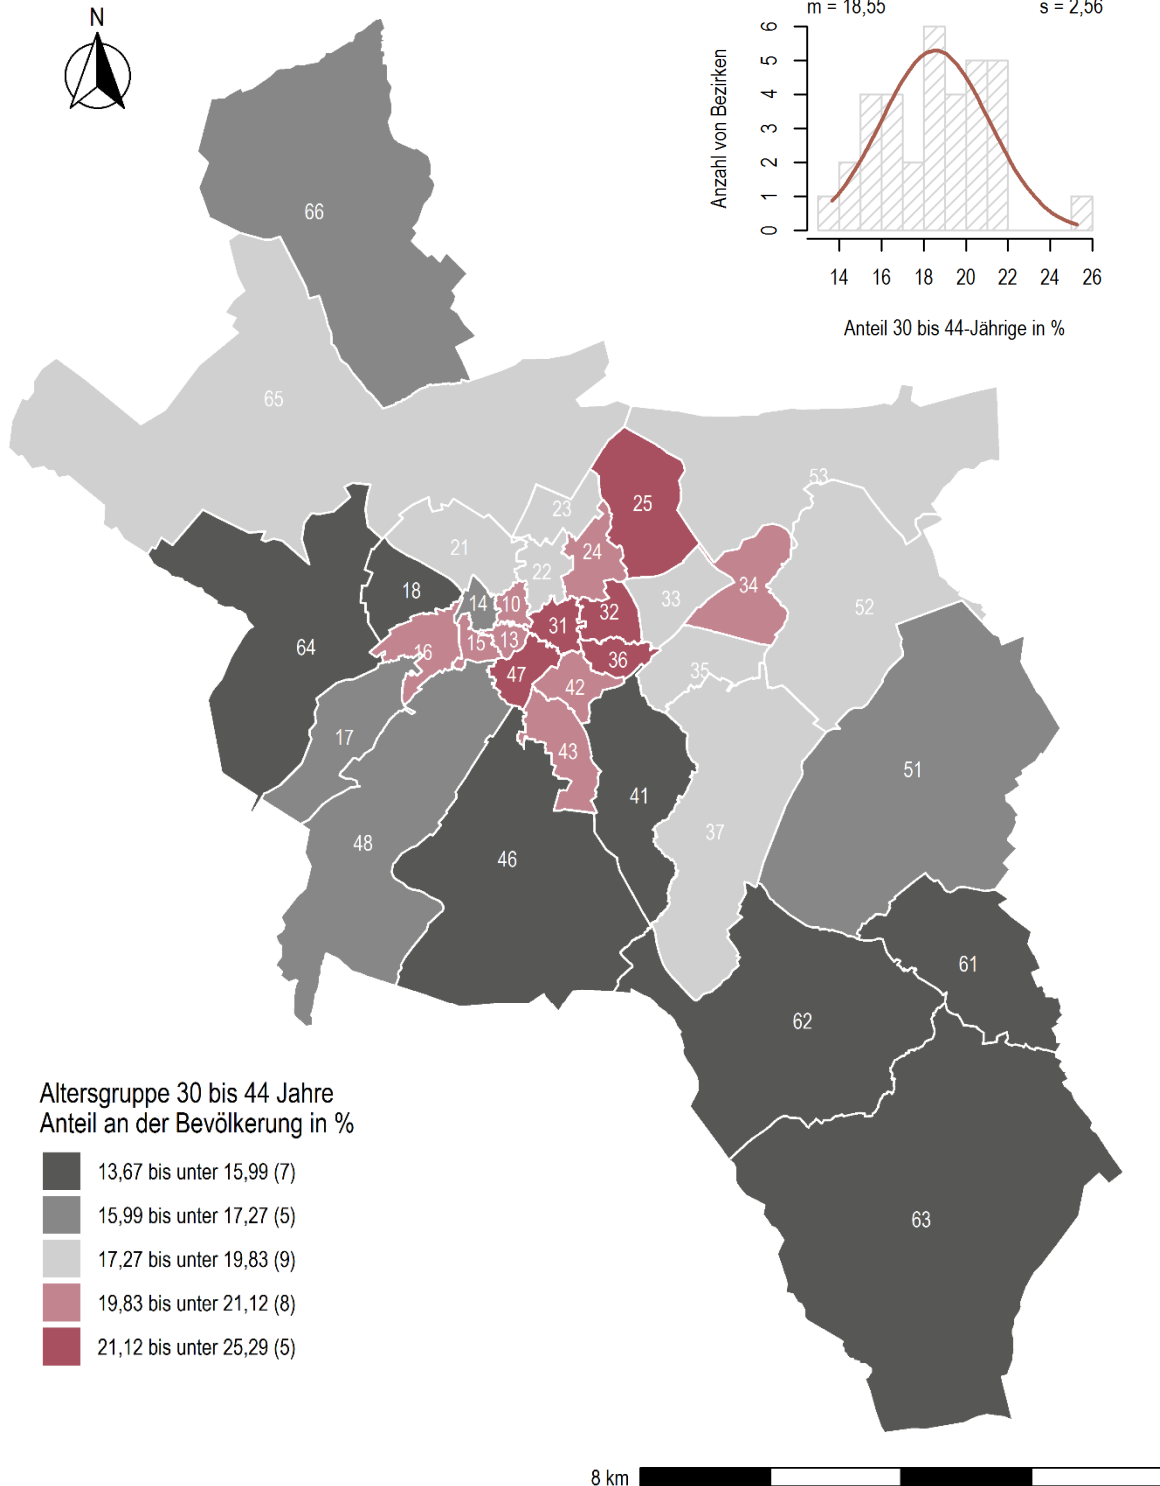 N
m = 18,55
s = 2,56
Anzahl von Bezirken
6
5
4
3
2
1
0
14 16 18 20 22 24 26
Anteil 30 bis 44-Jährige in %
66
65
53
25
23
24
21
22
34
18
14
10
33
52
32
31
64
16
15
13
36
35
47
42
17
43
51
41
37
48
46
61
62
63
Altersgruppe 30 bis 44 Jahre
Anteil an der Bevölkerung in %
13,67 bis unter 15,99 (7)
15,99 bis unter 17,27 (5)
17,27 bis unter 19,83 (9)
19,83 bis unter 21,12 (8)
21,12 bis unter 25,29 (5)
8 km